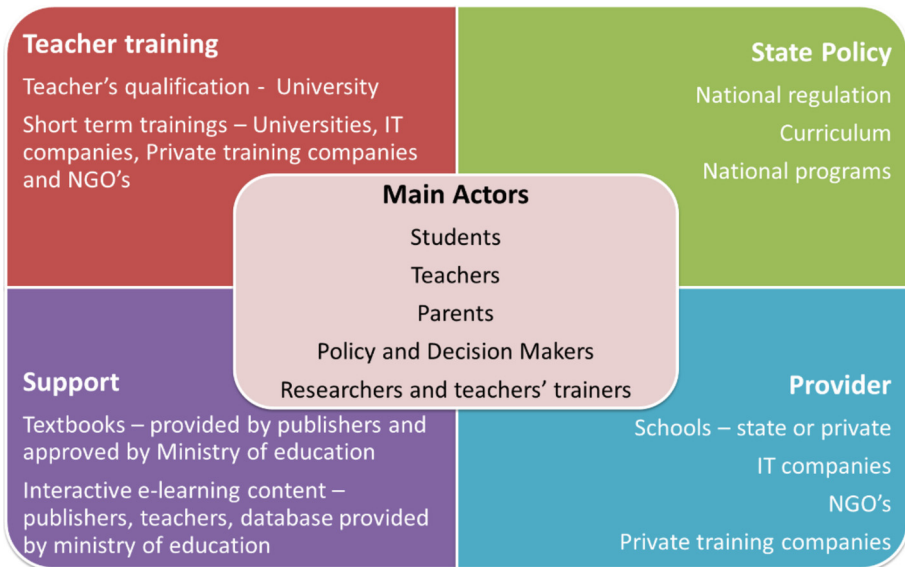 Teacher training
Teacher's qualification - University
Short term trainings – Universities, IT
companies, Private training companies
and NGO's
State Policy
National regulation
Curriculum
National programs
Main Actors
Students
Teachers
Parents
Policy and Decision Makers
Researchers and teachers' trainers
Support
Textbooks – provided by publishers and
approved by Ministry of education
Interactive e-learning content –
publishers, teachers, database provided
by ministry of education
Provider
Schools – state or private
IT companies
NGO's
Private training companies